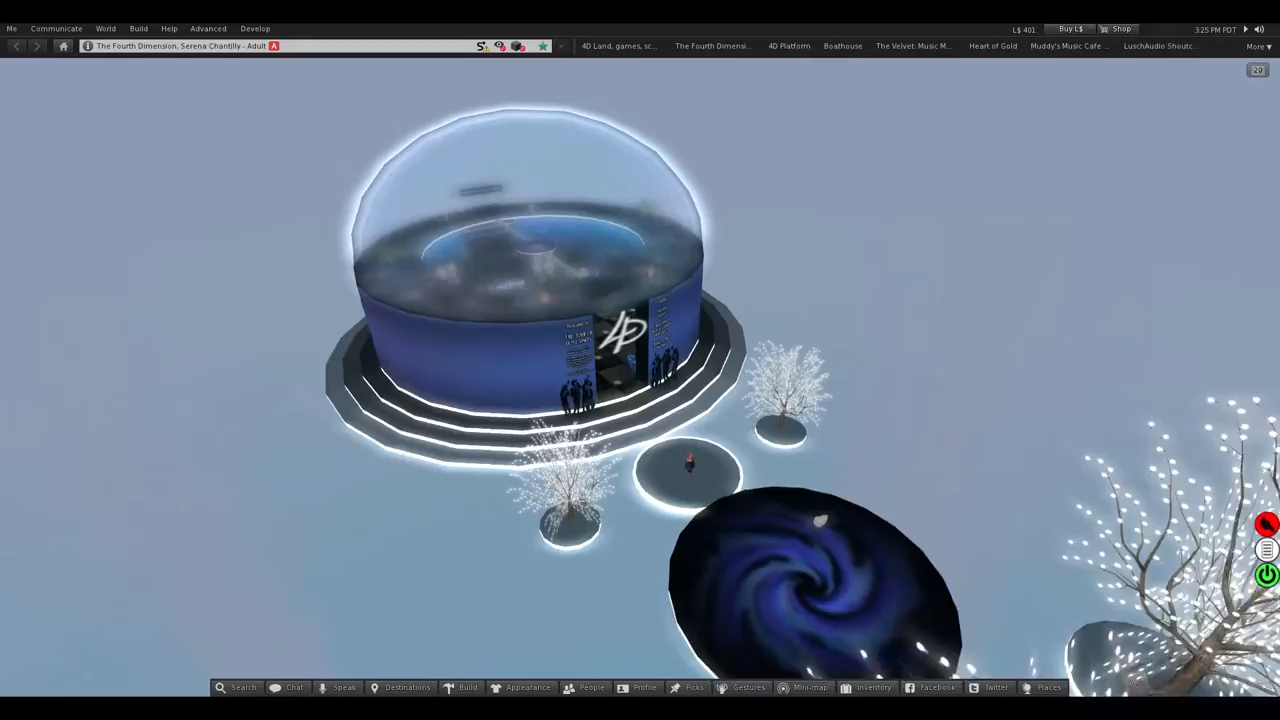 Me Communicate World Build Help Advanced Develop
L$ 401 Buy L$ Shop 3:25 PM PDT
The Fourth Dimension, Serena Chantilly - Adult A
4D Land, games, sc... The Fourth Dimensi... 4D Platform Boathouse The Velvet: Music M... Heart of Gold Muddy's Music Cafe ... LuschAudio Shoutc... More ▾
20
4D
Search Chat Speak Destinations Build Appearance People Profile Picks Gestures Mini-map Inventory Facebook Twitter Places